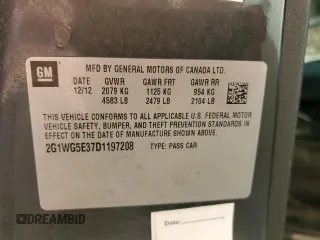 GM
MFD BY GENERAL MOTORS OF CANADA LTD.
DATE GVWR GAWR FRT GAWR RR
12/12 2079 KG 1125 KG 954 KG
4583 LB 2479 LB 2104 LB
THIS VEHICLE CONFORMS TO ALL APPLICABLE U.S. FEDERAL MOTOR
VEHICLE SAFETY, BUMPER, AND THEFT PREVENTION STANDARDS IN
EFFECT ON THE DATE OF MANUFACTURE SHOWN ABOVE.
2G1WG5E37D1197208 TYPE: PASS CAR
Date:
DREAMBID